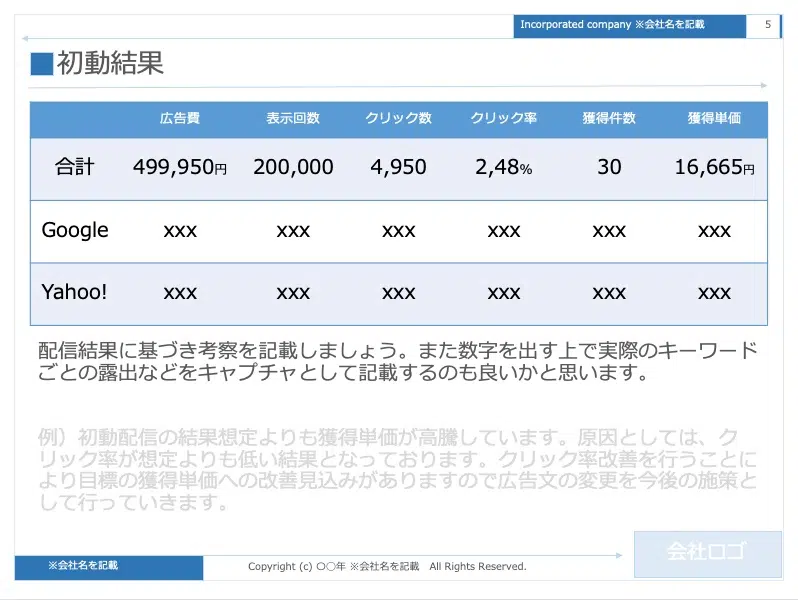 Incorporated company ※会社名を記載 5
初動結果
広告費 表示回数 クリック数 クリック率 獲得件数 獲得単価
合計 499,950円 200,000 4,950 2,48% 30 16,665円
Google xxx xxx xxx xxx xxx xxx
Yahoo! xxx xxx xxx xxx xxx xxx
配信結果に基づき考察を記載しましょう。また数字を出す上で実際のキーワード
ごとの露出などをキャプチャとして記載するのも良いかと思います。
例）初動配信の結果想定よりも獲得単価が高騰しています。原因としては、ク
リック率が想定よりも低い結果となっております。クリック率改善を行うことに
より目標の獲得単価への改善見込みがありますので広告文の変更を今後の施策と
して行っていきます。
会社ロゴ
※会社名を記載 Copyright (c) 〇〇年 ※会社名を記載 All Rights Reserved.